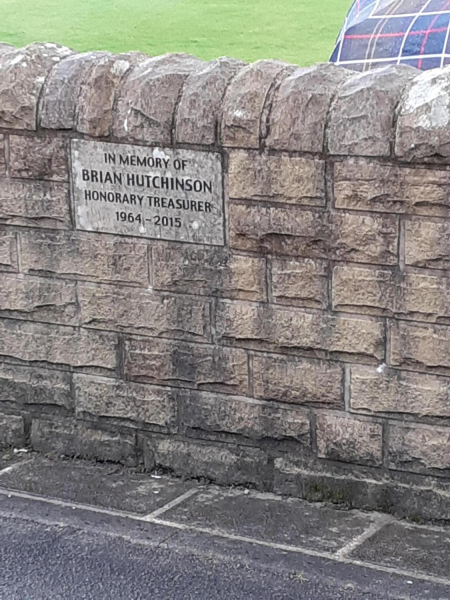 IN MEMORY OF
BRIAN HUTCHINSON
HONORARY TREASURER
1964 - 2015